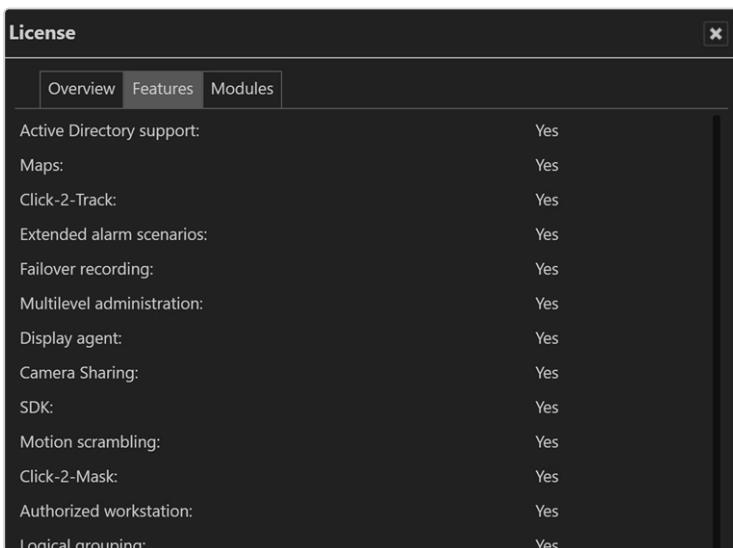 License
Overview Features Modules
Active Directory support: Yes
Maps: Yes
Click-2-Track: Yes
Extended alarm scenarios: Yes
Failover recording: Yes
Multilevel administration: Yes
Display agent: Yes
Camera Sharing: Yes
SDK: Yes
Motion scrambling: Yes
Click-2-Mask: Yes
Authorized workstation: Yes
Logical grouping: Yes